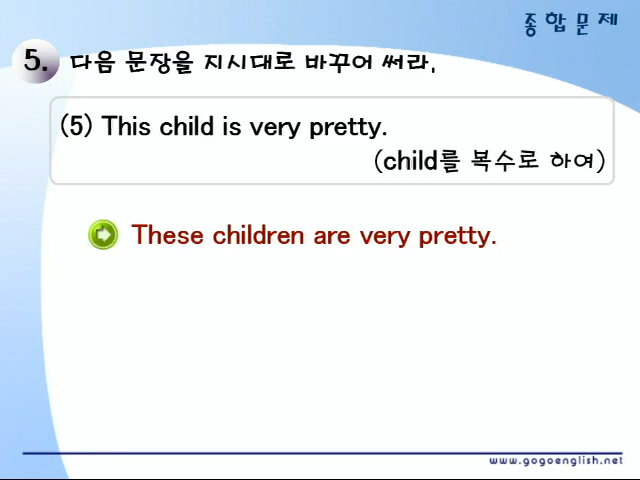 종합문제
5. 다음 문장을 지시대로 바꾸어 써라.
(5) This child is very pretty.
(child를 복수로 하여)
These children are very pretty.
www.gogoenglish.net